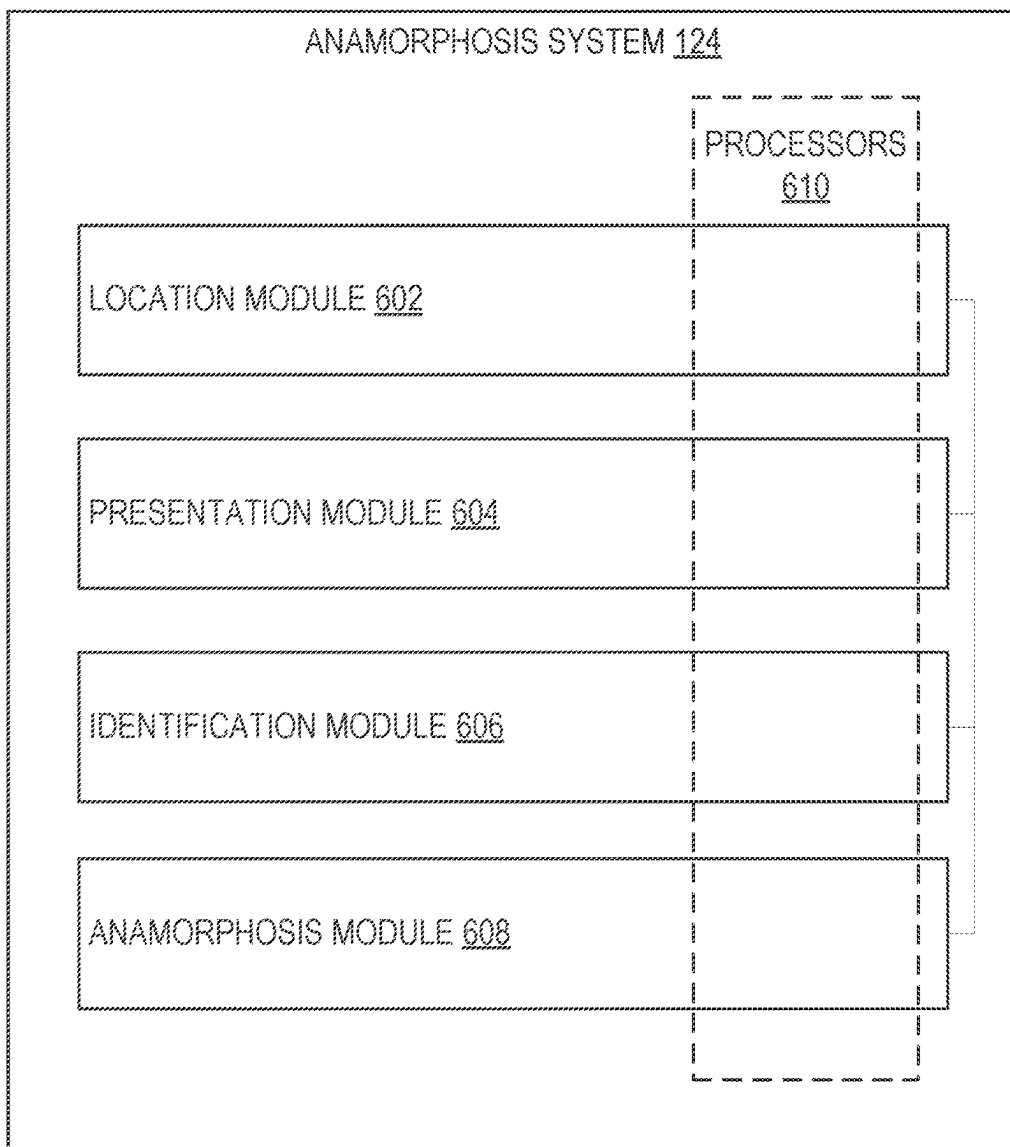 ANAMORPHOSIS SYSTEM 124
PROCESSORS
610
LOCATION MODULE 602
PRESENTATION MODULE 604
IDENTIFICATION MODULE 606
ANAMORPHOSIS MODULE 608